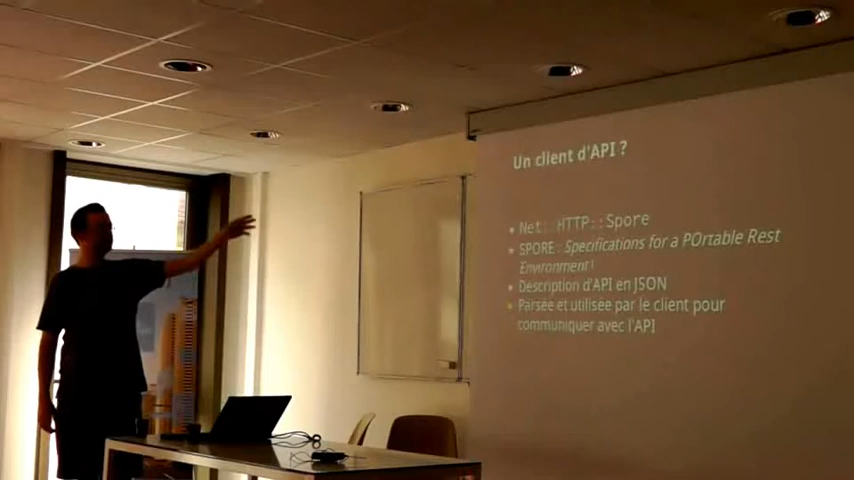 Un client d'API ?
Net::HTTP::Spore
SPORE : Specifications for a POrtable Rest
Environment!
Description d'API en JSON
Parsée et utilisée par le client pour
communiquer avec l'API